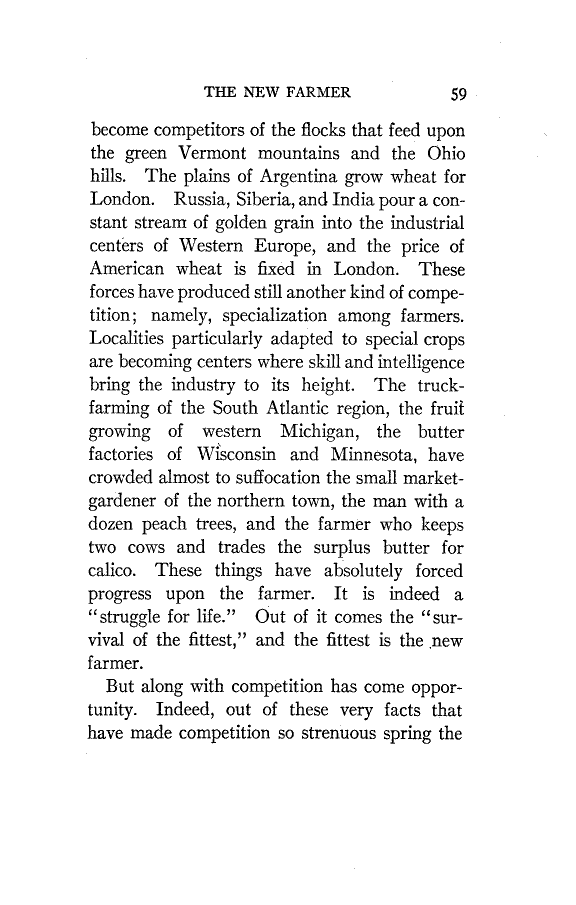 THE NEW FARMER 59
become competitors of the flocks that feed upon
the green Vermont mountains and the Ohio
hills. The plains of Argentina grow wheat for
London. Russia, Siberia, and India pour a con-
stant stream of golden grain into the industrial
centers of Western Europe, and the price of
American wheat is fixed in London. These
forces have produced still another kind of compe-
tition; namely, specialization among farmers.
Localities particularly adapted to special crops
are becoming centers where skill and intelligence
bring the industry to its height. The truck-
farming of the South Atlantic region, the fruit
growing of western Michigan, the butter
factories of Wisconsin and Minnesota, have
crowded almost to suffocation the small market-
gardener of the northern town, the man with a
dozen peach trees, and the farmer who keeps
two cows and trades the surplus butter for
calico. These things have absolutely forced
progress upon the farmer. It is indeed a
“struggle for life.” Out of it comes the “sur-
vival of the fittest,” and the fittest is the new
farmer.
But along with competition has come oppor-
tunity. Indeed, out of these very facts that
have made competition so strenuous spring the